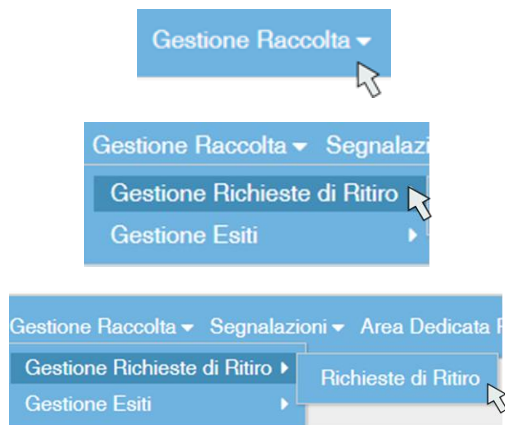 Gestione Raccolta
Gestione Raccolta Segnalazi
Gestione Richieste di Ritiro
Gestione Esiti
Gestione Raccolta Segnalazioni Area Dedicata
Gestione Richieste di Ritiro
Richieste di Ritiro
Gestione Esiti